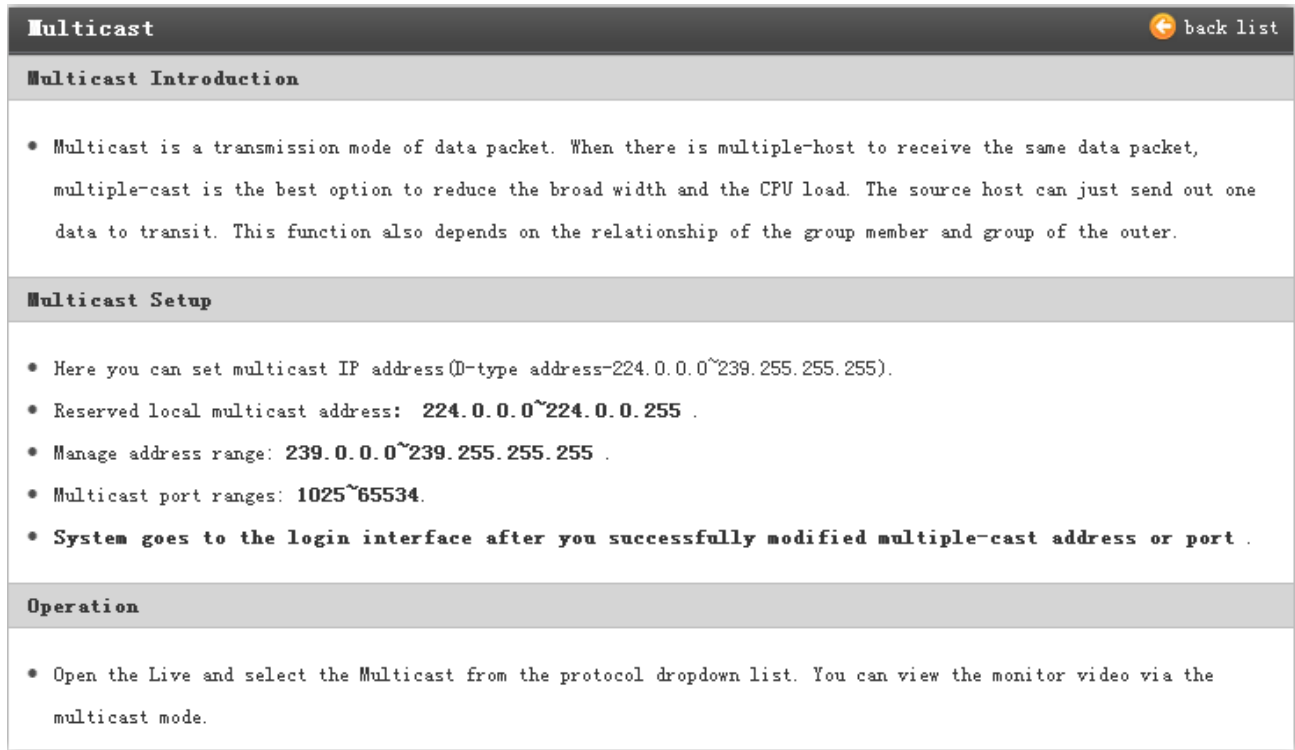 Multicast
back list
Multicast Introduction
Multicast is a transmission mode of data packet. When there is multiple-host to receive the same data packet,
multiple-cast is the best option to reduce the broad width and the CPU load. The source host can just send out one
data to transit. This function also depends on the relationship of the group member and group of the outer.
Multicast Setup
Here you can set multicast IP address(D-type address-224.0.0.0~239.255.255.255).
Reserved local multicast address: 224.0.0.0~224.0.0.255 .
Manage address range: 239.0.0.0~239.255.255.255 .
Multicast port ranges: 1025~65534.
System goes to the login interface after you successfully modified multiple-cast address or port .
Operation
Open the Live and select the Multicast from the protocol dropdown list. You can view the monitor video via the
multicast mode.